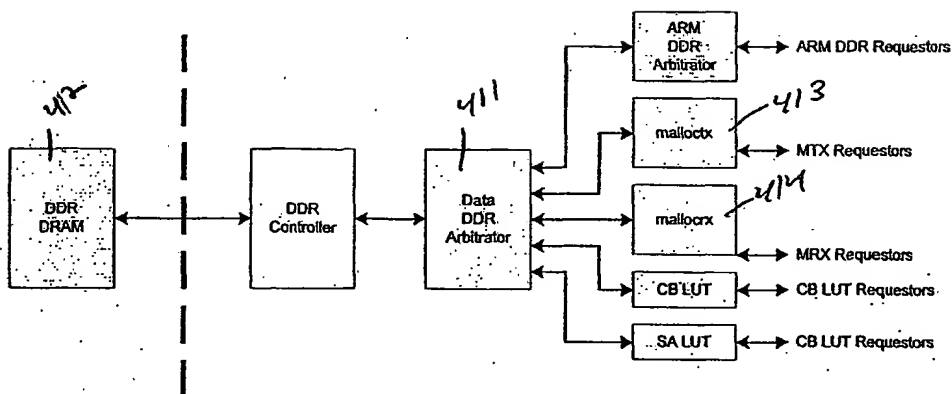 412
DDR
DRAM
DDR
Controller
411
Data
DDR
Arbitrator
ARM
DDR
Arbitrator
ARM DDR Requestors
malloctx
413
MTX Requestors
mallocrx
414
MRX Requestors
CB LUT
CB LUT Requestors
SA LUT
CB LUT Requestors